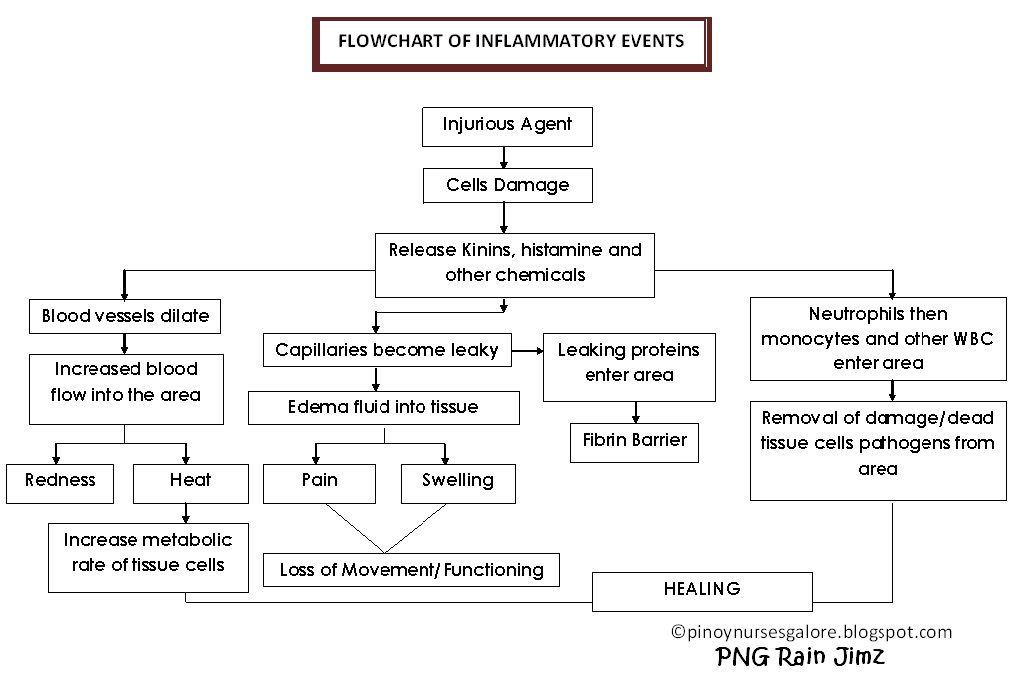 FLOWCHART OF INFLAMMATORY EVENTS
Injurious Agent
Cells Damage
Release Kinins, histamine and
other chemicals
Blood vessels dilate
Increased blood
flow into the area
Redness
Heat
Increase metabolic
rate of tissue cells
Capillaries become leaky
Edema fluid into tissue
Pain
Swelling
Loss of Movement/ Functioning
Leaking proteins
enter area
Fibrin Barrier
Neutrophils then
monocytes and other WBC
enter area
Removal of damage/dead
tissue cells pathogens from
area
HEALING
©pinoynursesgalore.blogspot.com
PNG Rain Jimz